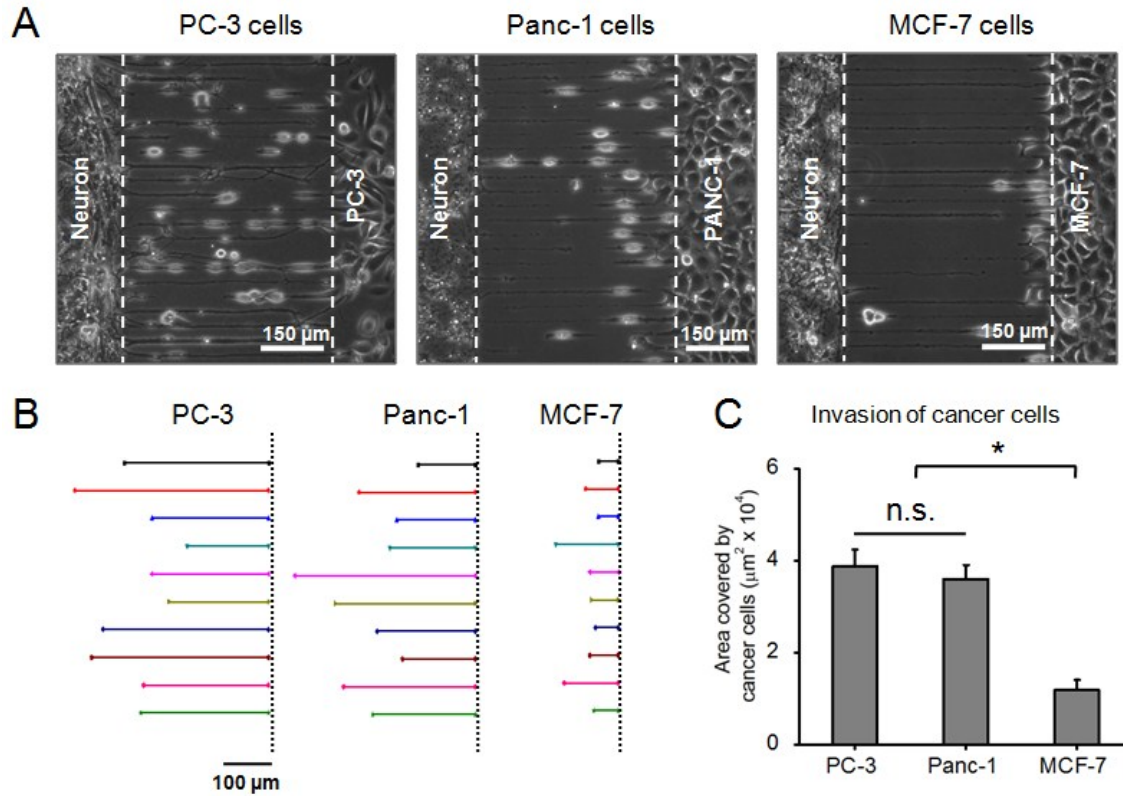 A
PC-3 cells
Panc-1 cells
MCF-7 cells
Neuron
PC-3
150 µm
Neuron
PANC-1
150 µm
Neuron
MCF-7
150 µm
B
PC-3
Panc-1
MCF-7
100 µm
C
Invasion of cancer cells
Area covered by
cancer cells (µm² x 10⁴)
6
4
2
0
n.s.
*
PC-3
Panc-1
MCF-7